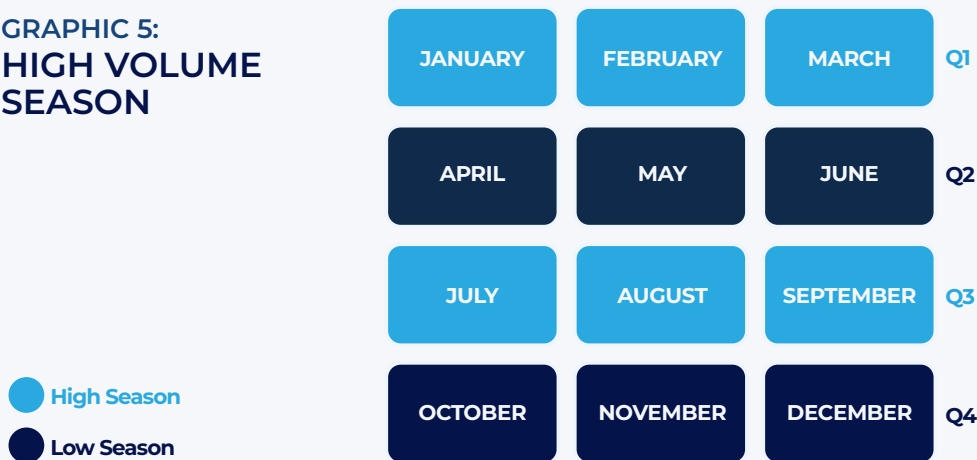 GRAPHIC 5:
HIGH VOLUME
SEASON
JANUARY FEBRUARY MARCH Q1
APRIL MAY JUNE Q2
JULY AUGUST SEPTEMBER Q3
OCTOBER NOVEMBER DECEMBER Q4
High Season
Low Season